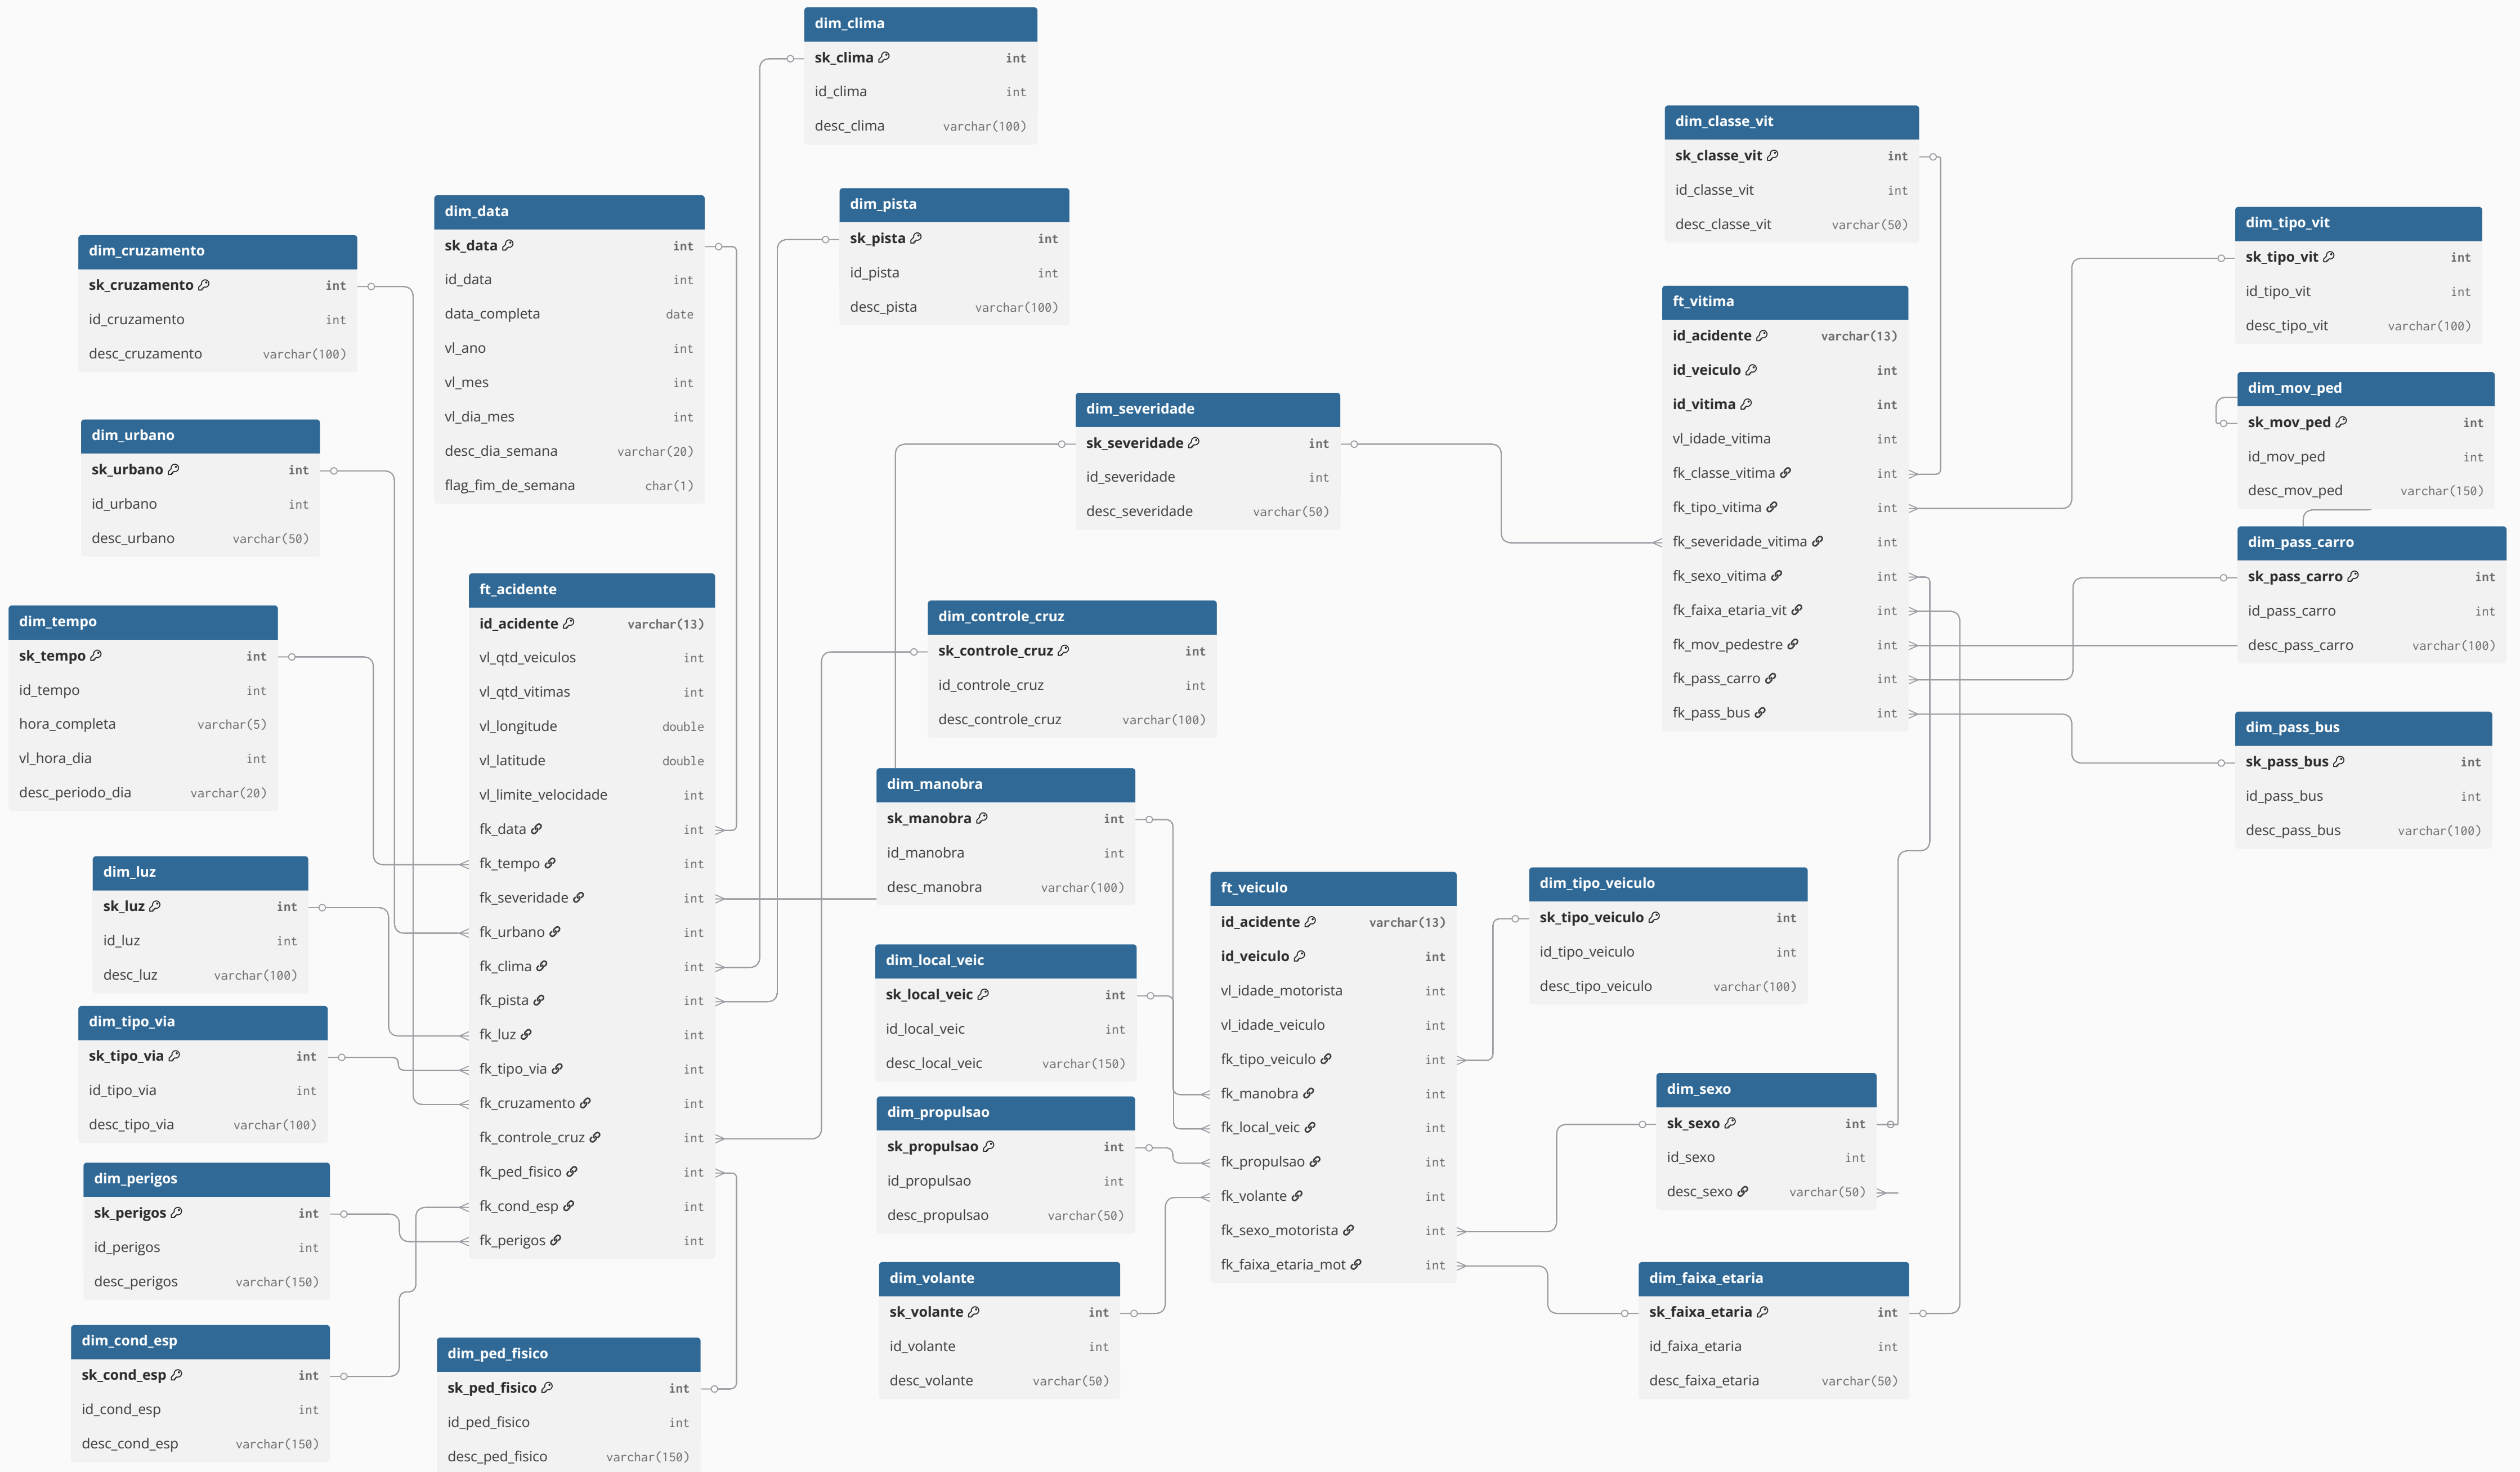 dim_clima
sk_clima int
id_clima int
desc_clima varchar(100)
dim_classe_vit
sk_classe_vit int
id_classe_vit int
desc_classe_vit varchar(50)
dim_pista
sk_pista int
id_pista int
desc_pista varchar(100)
dim_data
sk_data int
id_data int
data_completa date
vl_ano int
vl_mes int
vl_dia_mes int
desc_dia_semana varchar(20)
flag_fim_de_semana char(1)
dim_tipo_vit
sk_tipo_vit int
id_tipo_vit int
desc_tipo_vit varchar(100)
dim_cruzamento
sk_cruzamento int
id_cruzamento int
desc_cruzamento varchar(100)
ft_vitima
id_acidente varchar(13)
id_veiculo int
id_vitima int
vl_idade_vitima int
fk_classe_vitima int
fk_tipo_vitima int
fk_severidade_vitima int
fk_sexo_vitima int
fk_faixa_etaria_vit int
fk_mov_pedestre int
fk_pass_carro int
fk_pass_bus int
dim_mov_ped
sk_mov_ped int
id_mov_ped int
desc_mov_ped varchar(150)
dim_severidade
sk_severidade int
id_severidade int
desc_severidade varchar(50)
dim_urbano
sk_urbano int
id_urbano int
desc_urbano varchar(50)
dim_pass_carro
sk_pass_carro int
id_pass_carro int
desc_pass_carro varchar(100)
ft_acidente
id_acidente varchar(13)
vl_qtd_veiculos int
vl_qtd_vitimas int
vl_longitude double
vl_latitude double
vl_limite_velocidade int
fk_data int
fk_tempo int
fk_severidade int
fk_urbano int
fk_clima int
fk_pista int
fk_luz int
fk_tipo_via int
fk_cruzamento int
fk_controle_cruz int
fk_ped_fisico int
fk_cond_esp int
fk_perigos int
dim_controle_cruz
sk_controle_cruz int
id_controle_cruz int
desc_controle_cruz varchar(100)
dim_tempo
sk_tempo int
id_tempo int
hora_completa varchar(5)
vl_hora_dia int
desc_periodo_dia varchar(20)
dim_pass_bus
sk_pass_bus int
id_pass_bus int
desc_pass_bus varchar(100)
dim_manobra
sk_manobra int
id_manobra int
desc_manobra varchar(100)
dim_luz
sk_luz int
id_luz int
desc_luz varchar(100)
ft_veiculo
id_acidente varchar(13)
id_veiculo int
vl_idade_motorista int
vl_idade_veiculo int
fk_tipo_veiculo int
fk_manobra int
fk_local_veic int
fk_propulsao int
fk_volante int
fk_sexo_motorista int
fk_faixa_etaria_mot int
dim_tipo_veiculo
sk_tipo_veiculo int
id_tipo_veiculo int
desc_tipo_veiculo varchar(100)
dim_local_veic
sk_local_veic int
id_local_veic int
desc_local_veic varchar(150)
dim_tipo_via
sk_tipo_via int
id_tipo_via int
desc_tipo_via varchar(100)
dim_sexo
sk_sexo int
id_sexo int
desc_sexo varchar(50)
dim_propulsao
sk_propulsao int
id_propulsao int
desc_propulsao varchar(50)
dim_perigos
sk_perigos int
id_perigos int
desc_perigos varchar(150)
dim_volante
sk_volante int
id_volante int
desc_volante varchar(50)
dim_faixa_etaria
sk_faixa_etaria int
id_faixa_etaria int
desc_faixa_etaria varchar(50)
dim_cond_esp
sk_cond_esp int
id_cond_esp int
desc_cond_esp varchar(150)
dim_ped_fisico
sk_ped_fisico int
id_ped_fisico int
desc_ped_fisico varchar(150)